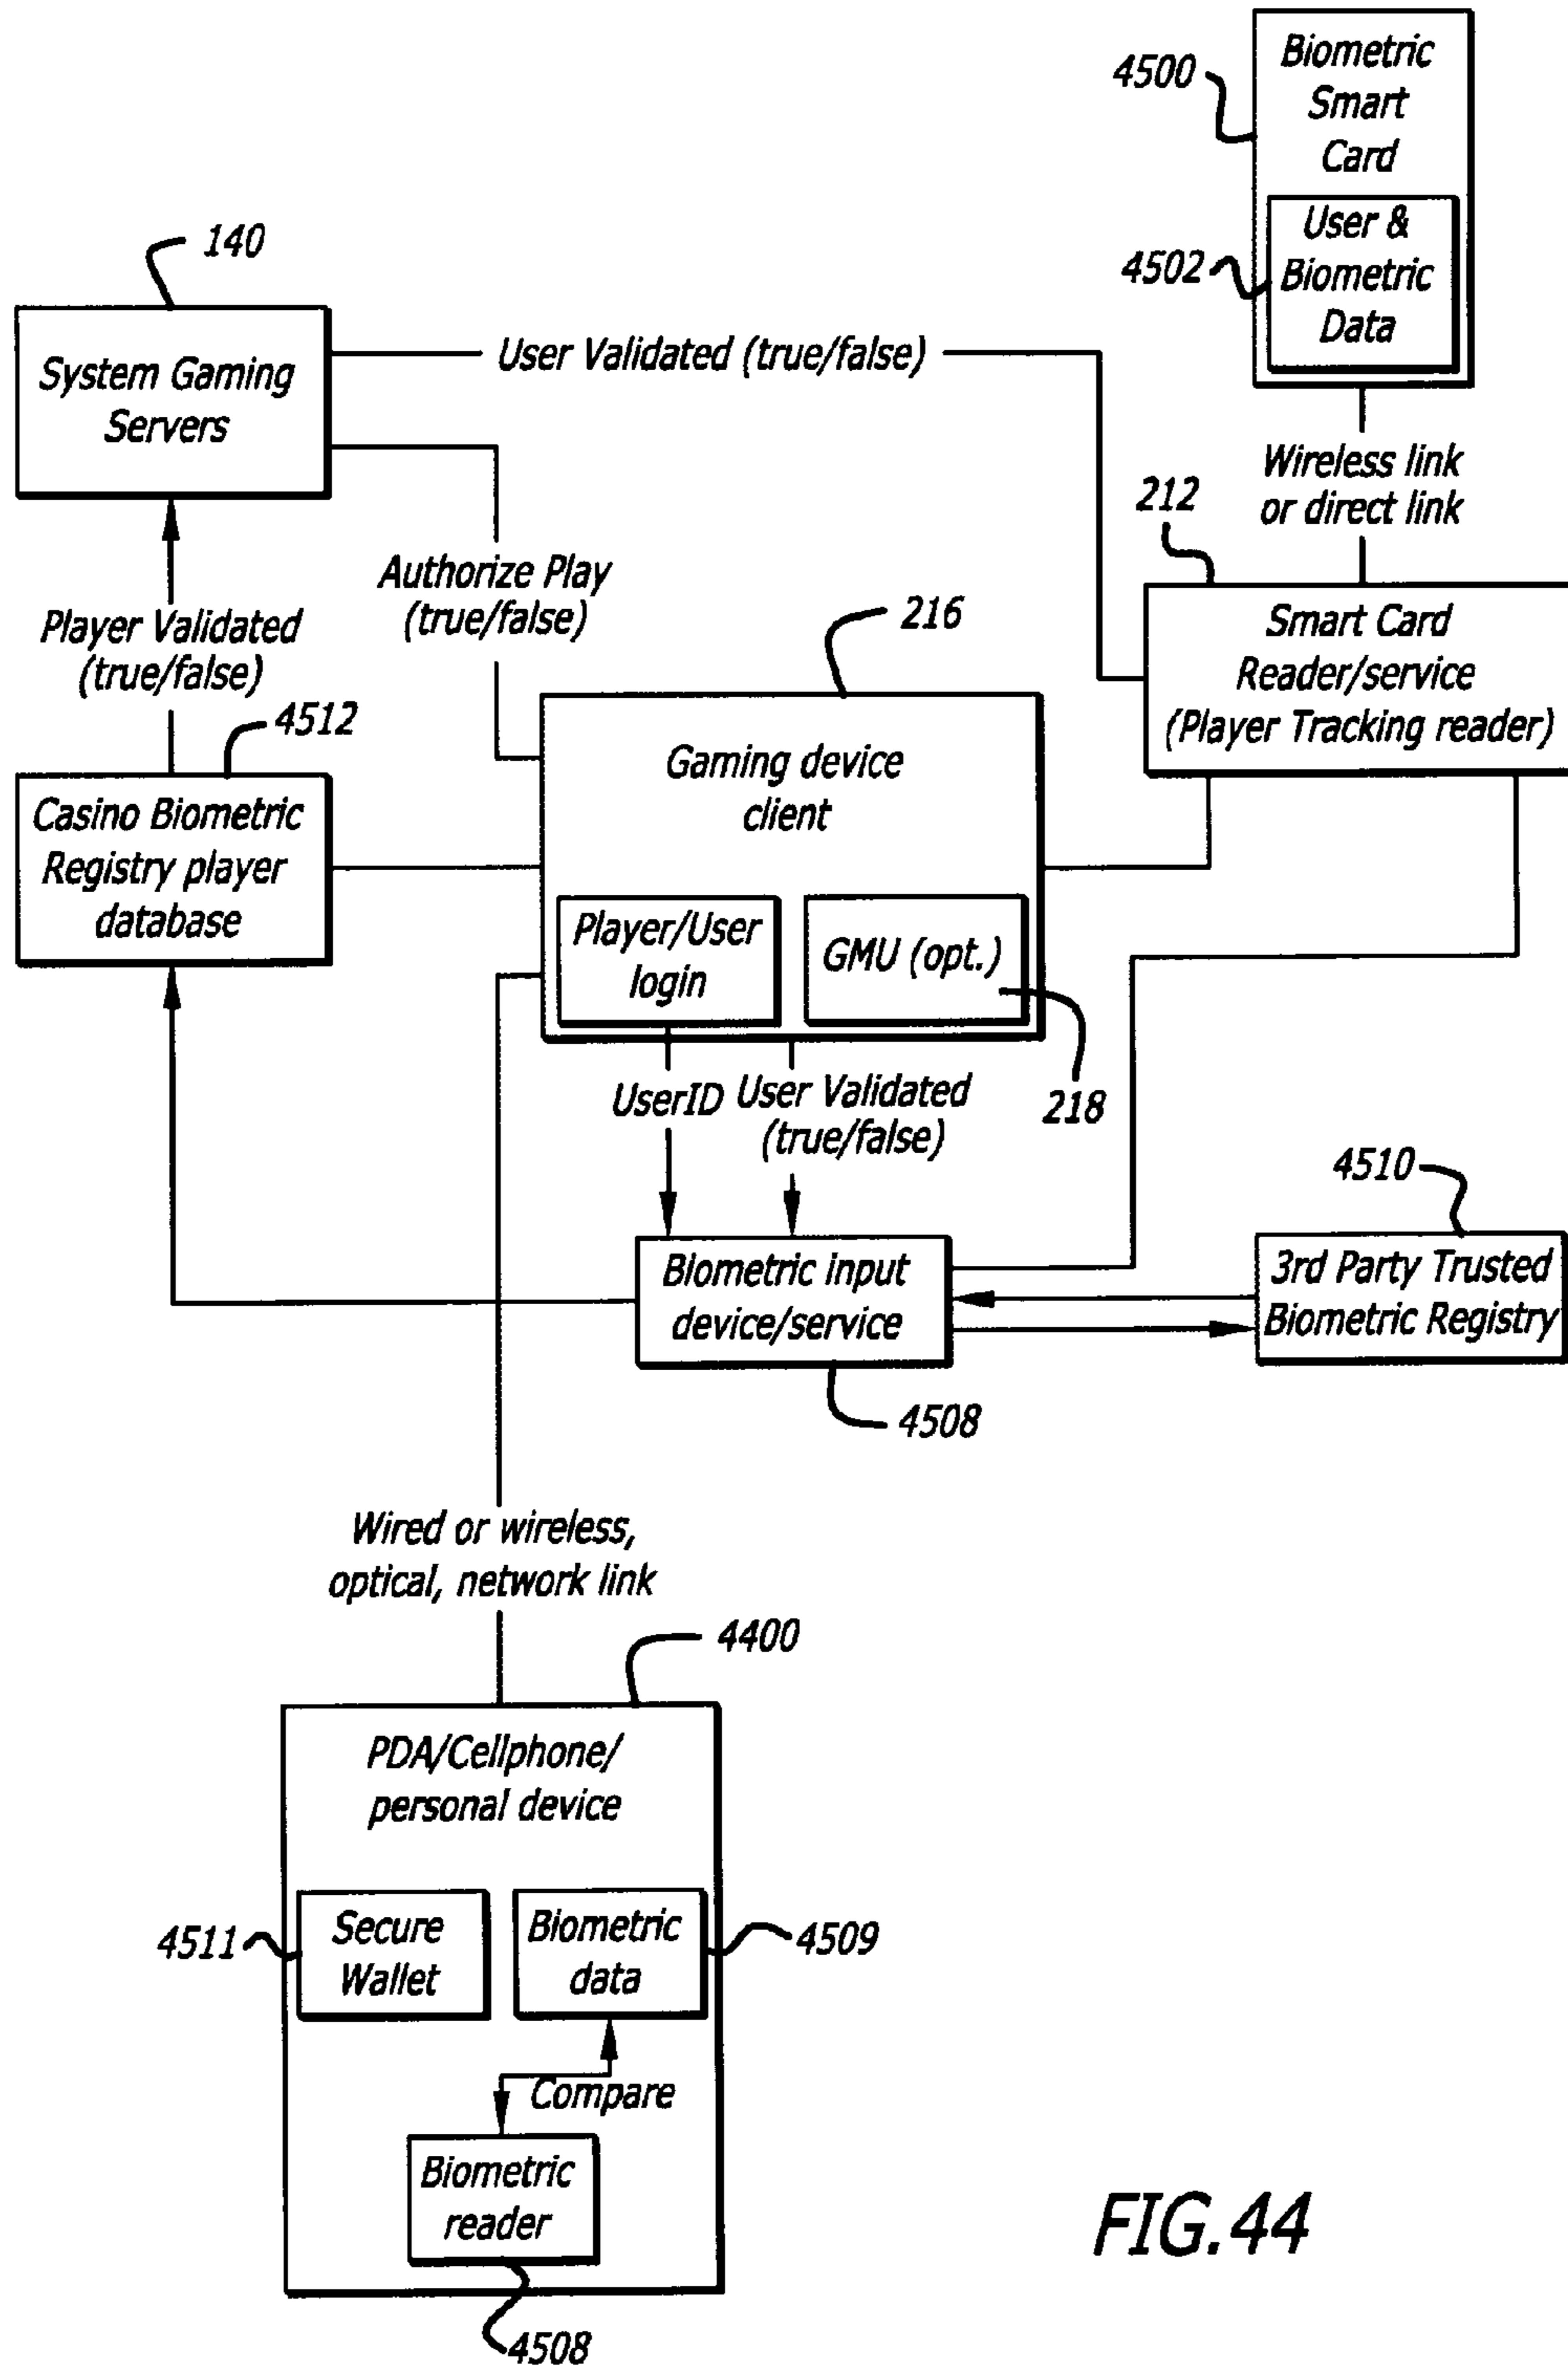 4500
Biometric
Smart
Card
4502
User &
Biometric
Data
140
System Gaming
Servers
User Validated (true/false)
Wireless link
or direct link
212
Smart Card
Reader/service
(Player Tracking reader)
Authorize Play
(true/false)
Player Validated
(true/false)
216
4512
Casino Biometric
Registry player
database
Gaming device
client
Player/User
login
GMU (opt.)
218
UserID
User Validated
(true/false)
4510
3rd Party Trusted
Biometric Registry
Biometric input
device/service
4508
Wired or wireless,
optical, network link
4400
PDA/Cellphone/
personal device
4511
Secure
Wallet
Biometric
data
4509
Compare
Biometric
reader
4508
FIG.44